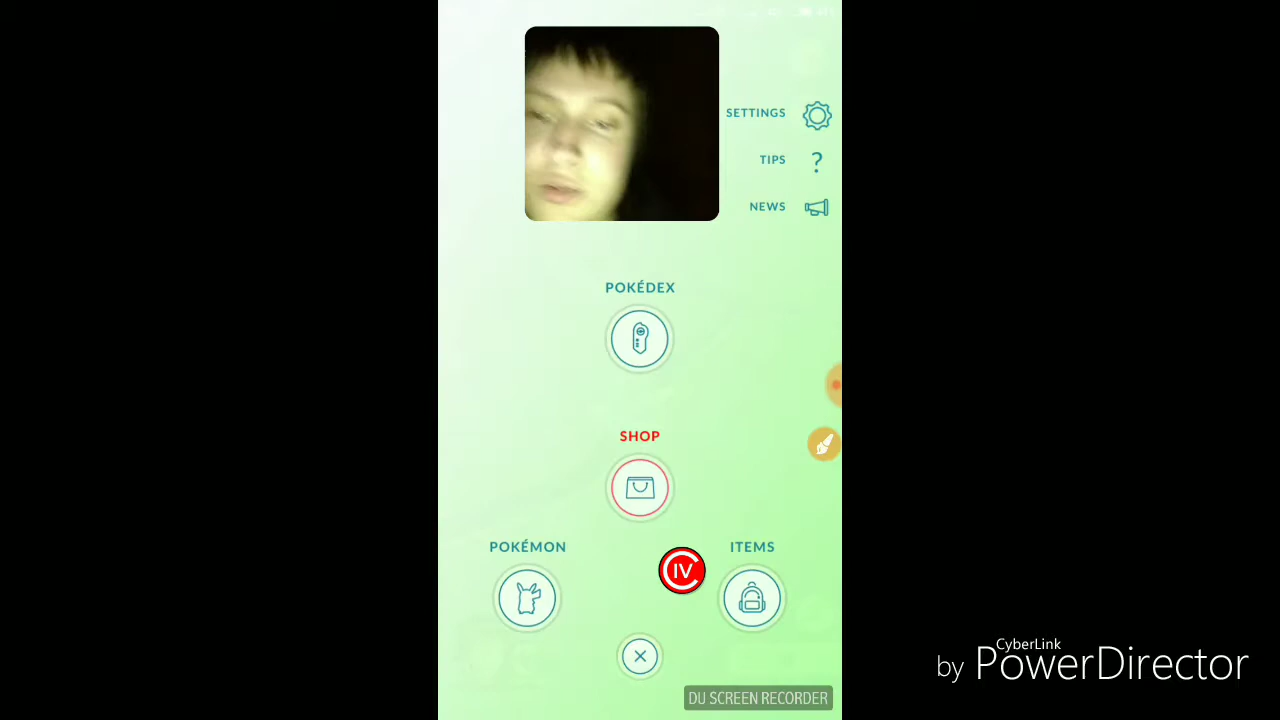 SETTINGS
TIPS
?
NEWS
POKÉDEX
SHOP
POKÉMON
ITEMS
IV
CyberLink
by PowerDirector
DU SCREEN RECORDER